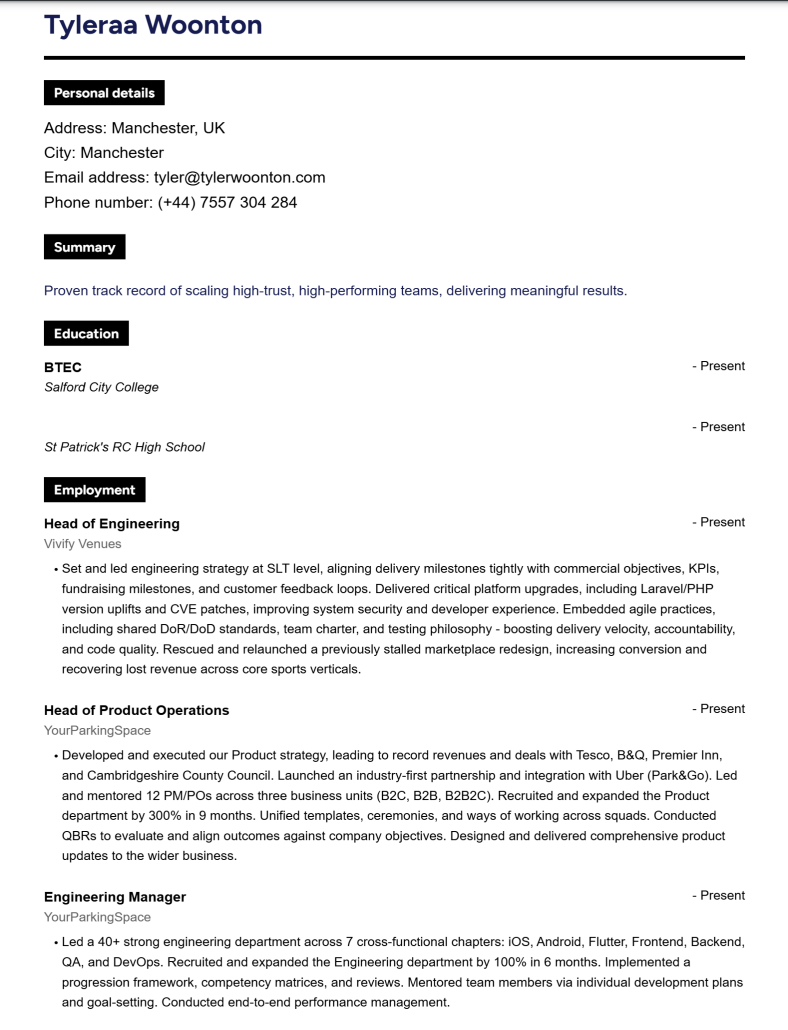 Tyleraa Woonton
Personal details
Address: Manchester, UK
City: Manchester
Email address: tyler@tylerwoonton.com
Phone number: (+44) 7557 304 284
Summary
Proven track record of scaling high-trust, high-performing teams, delivering meaningful results.
Education
BTEC - Present
Salford City College
- Present
St Patrick's RC High School
Employment
Head of Engineering - Present
Vivify Venues
• Set and led engineering strategy at SLT level, aligning delivery milestones tightly with commercial objectives, KPIs,
fundraising milestones, and customer feedback loops. Delivered critical platform upgrades, including Laravel/PHP
version uplifts and CVE patches, improving system security and developer experience. Embedded agile practices,
including shared DoR/DoD standards, team charter, and testing philosophy - boosting delivery velocity, accountability,
and code quality. Rescued and relaunched a previously stalled marketplace redesign, increasing conversion and
recovering lost revenue across core sports verticals.
Head of Product Operations - Present
YourParkingSpace
• Developed and executed our Product strategy, leading to record revenues and deals with Tesco, B&Q, Premier Inn,
and Cambridgeshire County Council. Launched an industry-first partnership and integration with Uber (Park&Go). Led
and mentored 12 PM/POs across three business units (B2C, B2B, B2B2C). Recruited and expanded the Product
department by 300% in 9 months. Unified templates, ceremonies, and ways of working across squads. Conducted
QBRs to evaluate and align outcomes against company objectives. Designed and delivered comprehensive product
updates to the wider business.
Engineering Manager - Present
YourParkingSpace
• Led a 40+ strong engineering department across 7 cross-functional chapters: iOS, Android, Flutter, Frontend, Backend,
QA, and DevOps. Recruited and expanded the Engineering department by 100% in 6 months. Implemented a
progression framework, competency matrices, and reviews. Mentored team members via individual development plans
and goal-setting. Conducted end-to-end performance management.